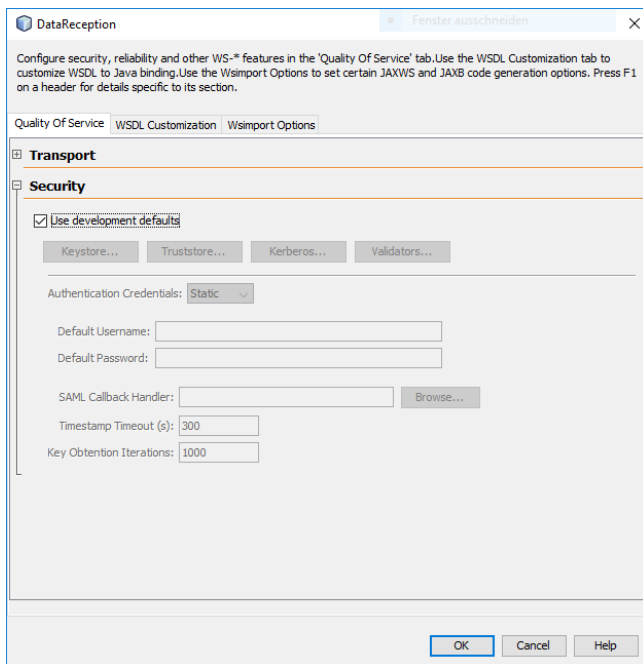 DataReception
Fenster ausschneiden
Configure security, reliability and other WS-* features in the 'Quality Of Service' tab.Use the WSDL Customization tab to
customize WSDL to Java binding.Use the Wsimport Options to set certain JAXWS and JAXB code generation options. Press F1
on a header for details specific to its section.
Quality Of Service WSDL Customization Wsimport Options
Transport
Security
Use development defaults
Keystore... Truststore... Kerberos... Validators...
Authentication Credentials: Static
Default Username:
Default Password:
SAML Callback Handler: Browse...
Timestamp Timeout (s): 300
Key Obtention Iterations: 1000
OK Cancel Help